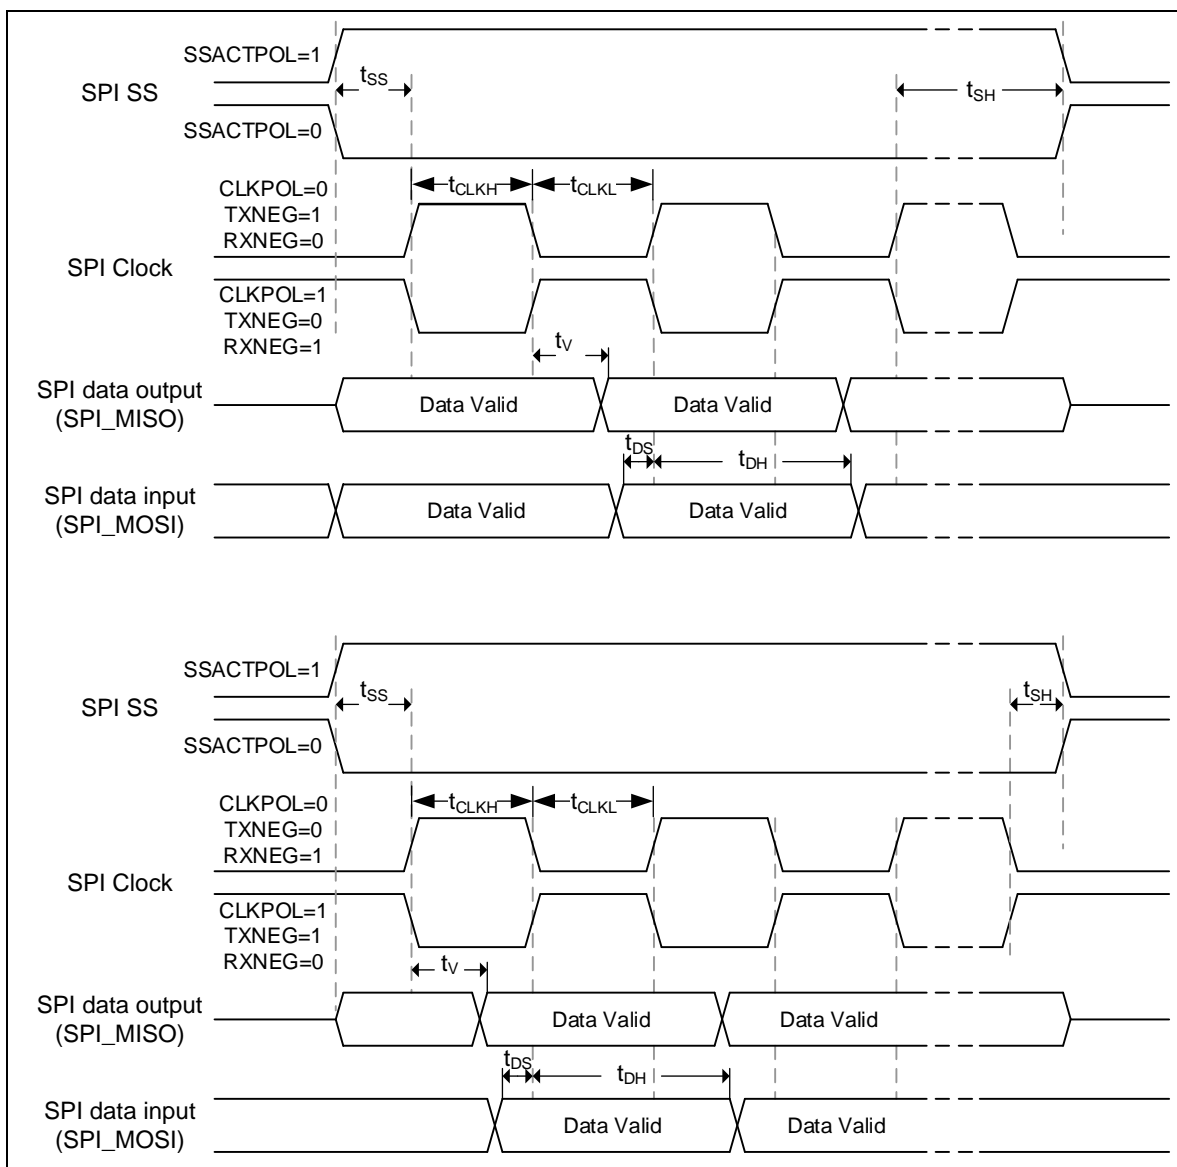 SSACTPOL=1
tSS
SPI SS
tSH
SSACTPOL=0
CLKPOL=0
TXNEG=1
RXNEG=0
tCLKH
tCLKL
SPI Clock
CLKPOL=1
TXNEG=0
RXNEG=1
tV
SPI data output
(SPI_MISO)
Data Valid
Data Valid
tDS
tDH
SPI data input
(SPI_MOSI)
Data Valid
Data Valid
SSACTPOL=1
tSS
SPI SS
tSH
SSACTPOL=0
CLKPOL=0
TXNEG=0
RXNEG=1
tCLKH
tCLKL
SPI Clock
CLKPOL=1
TXNEG=1
RXNEG=0
tV
SPI data output
(SPI_MISO)
Data Valid
Data Valid
tDS
tDH
SPI data input
(SPI_MOSI)
Data Valid
Data Valid